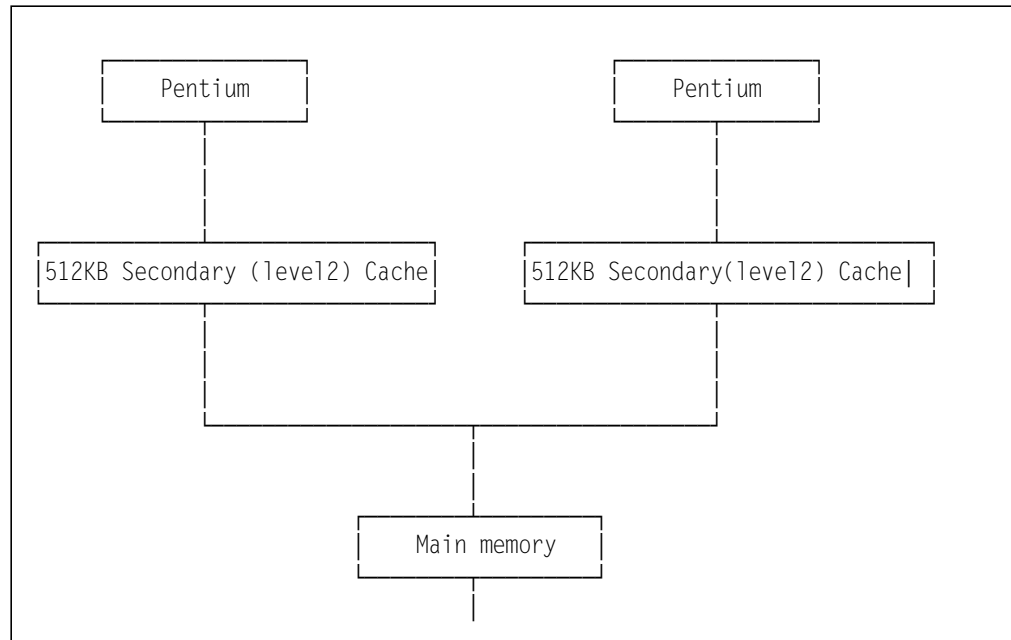 Pentium
Pentium
512KB Secondary (level2) Cache
512KB Secondary(level2) Cache|
Main memory